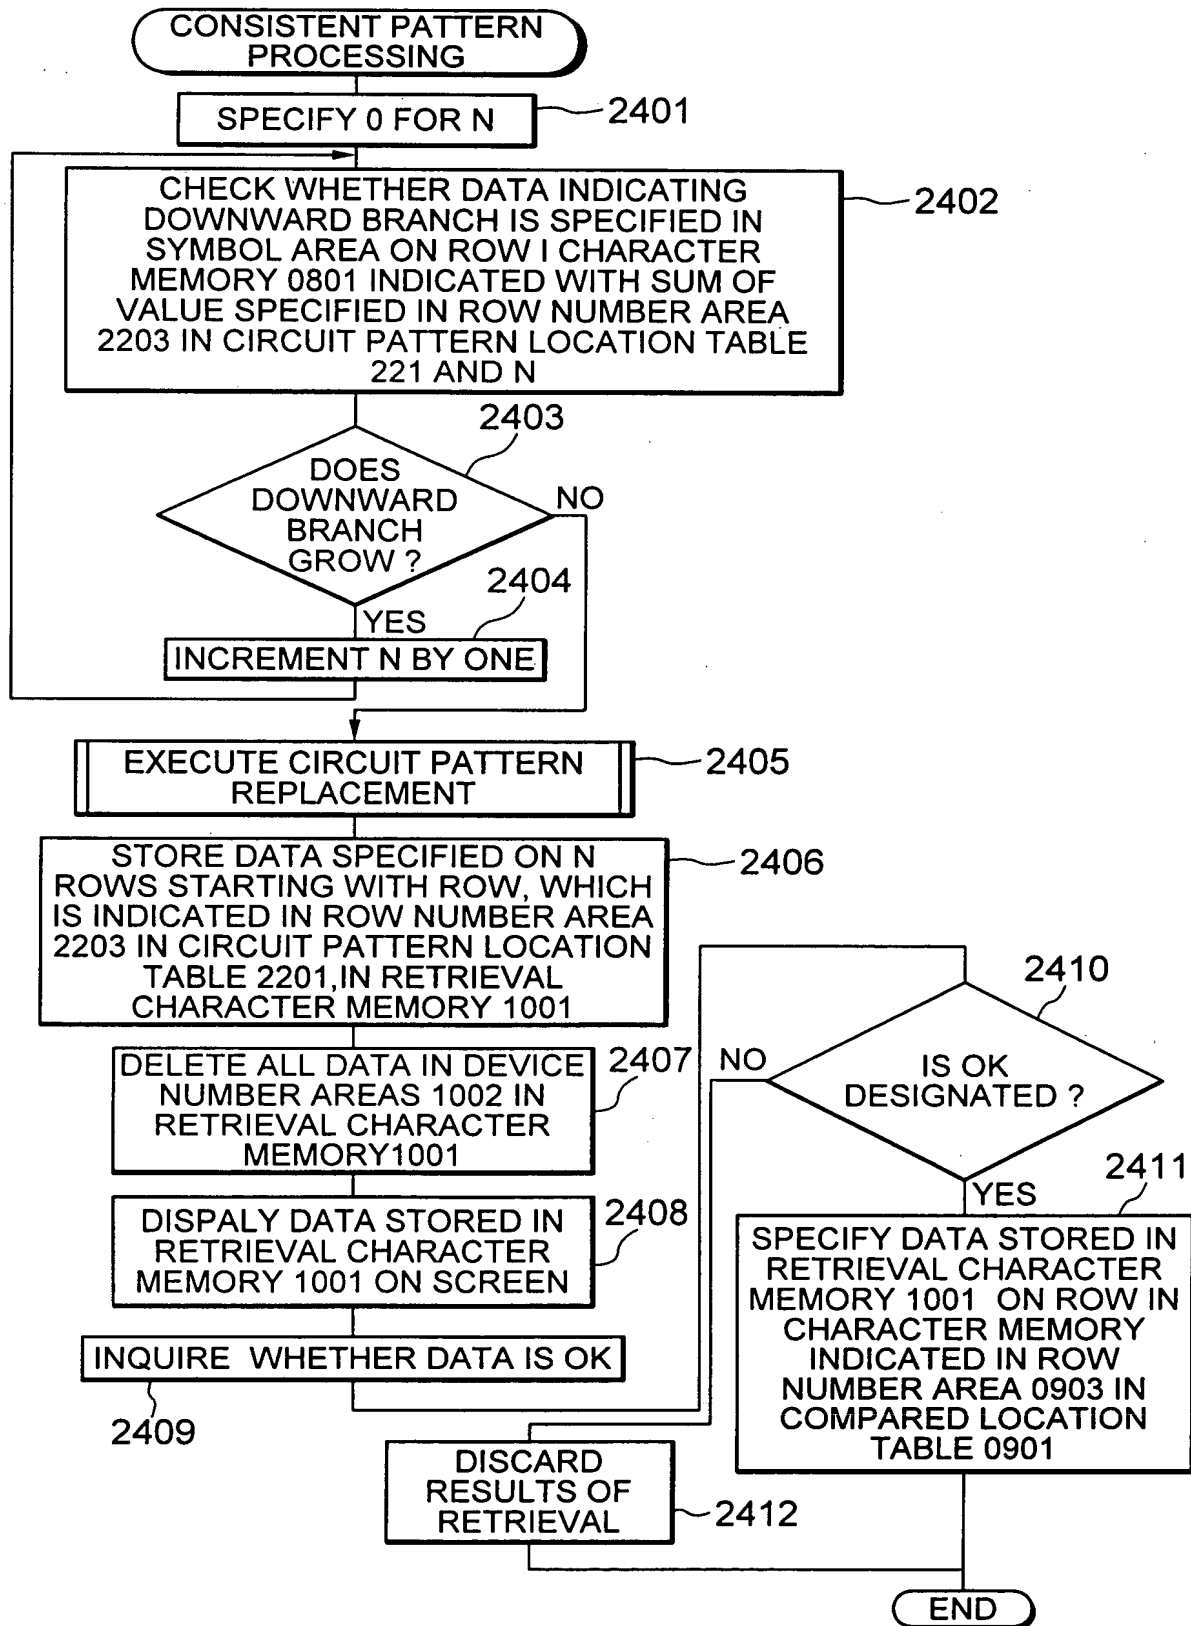 CONSISTENT PATTERN
PROCESSING
SPECIFY 0 FOR N
2401
CHECK WHETHER DATA INDICATING
DOWNWARD BRANCH IS SPECIFIED IN
SYMBOL AREA ON ROW I CHARACTER
MEMORY 0801 INDICATED WITH SUM OF
VALUE SPECIFIED IN ROW NUMBER AREA
2203 IN CIRCUIT PATTERN LOCATION TABLE
221 AND N
2402
2403
DOES
DOWNWARD
BRANCH
GROW ?
NO
2404
YES
INCREMENT N BY ONE
EXECUTE CIRCUIT PATTERN
REPLACEMENT
2405
STORE DATA SPECIFIED ON N
ROWS STARTING WITH ROW, WHICH
IS INDICATED IN ROW NUMBER AREA
2203 IN CIRCUIT PATTERN LOCATION
TABLE 2201,IN RETRIEVAL
CHARACTER MEMORY 1001
2406
DELETE ALL DATA IN DEVICE
NUMBER AREAS 1002 IN
RETRIEVAL CHARACTER
MEMORY1001
2407
DISPALY DATA STORED IN
RETRIEVAL CHARACTER
MEMORY 1001 ON SCREEN
2408
INQUIRE WHETHER DATA IS OK
2409
2410
NO
IS OK
DESIGNATED ?
YES
2411
SPECIFY DATA STORED IN
RETRIEVAL CHARACTER
MEMORY 1001 ON ROW IN
CHARACTER MEMORY
INDICATED IN ROW
NUMBER AREA 0903 IN
COMPARED LOCATION
TABLE 0901
DISCARD
RESULTS OF
RETRIEVAL
2412
END